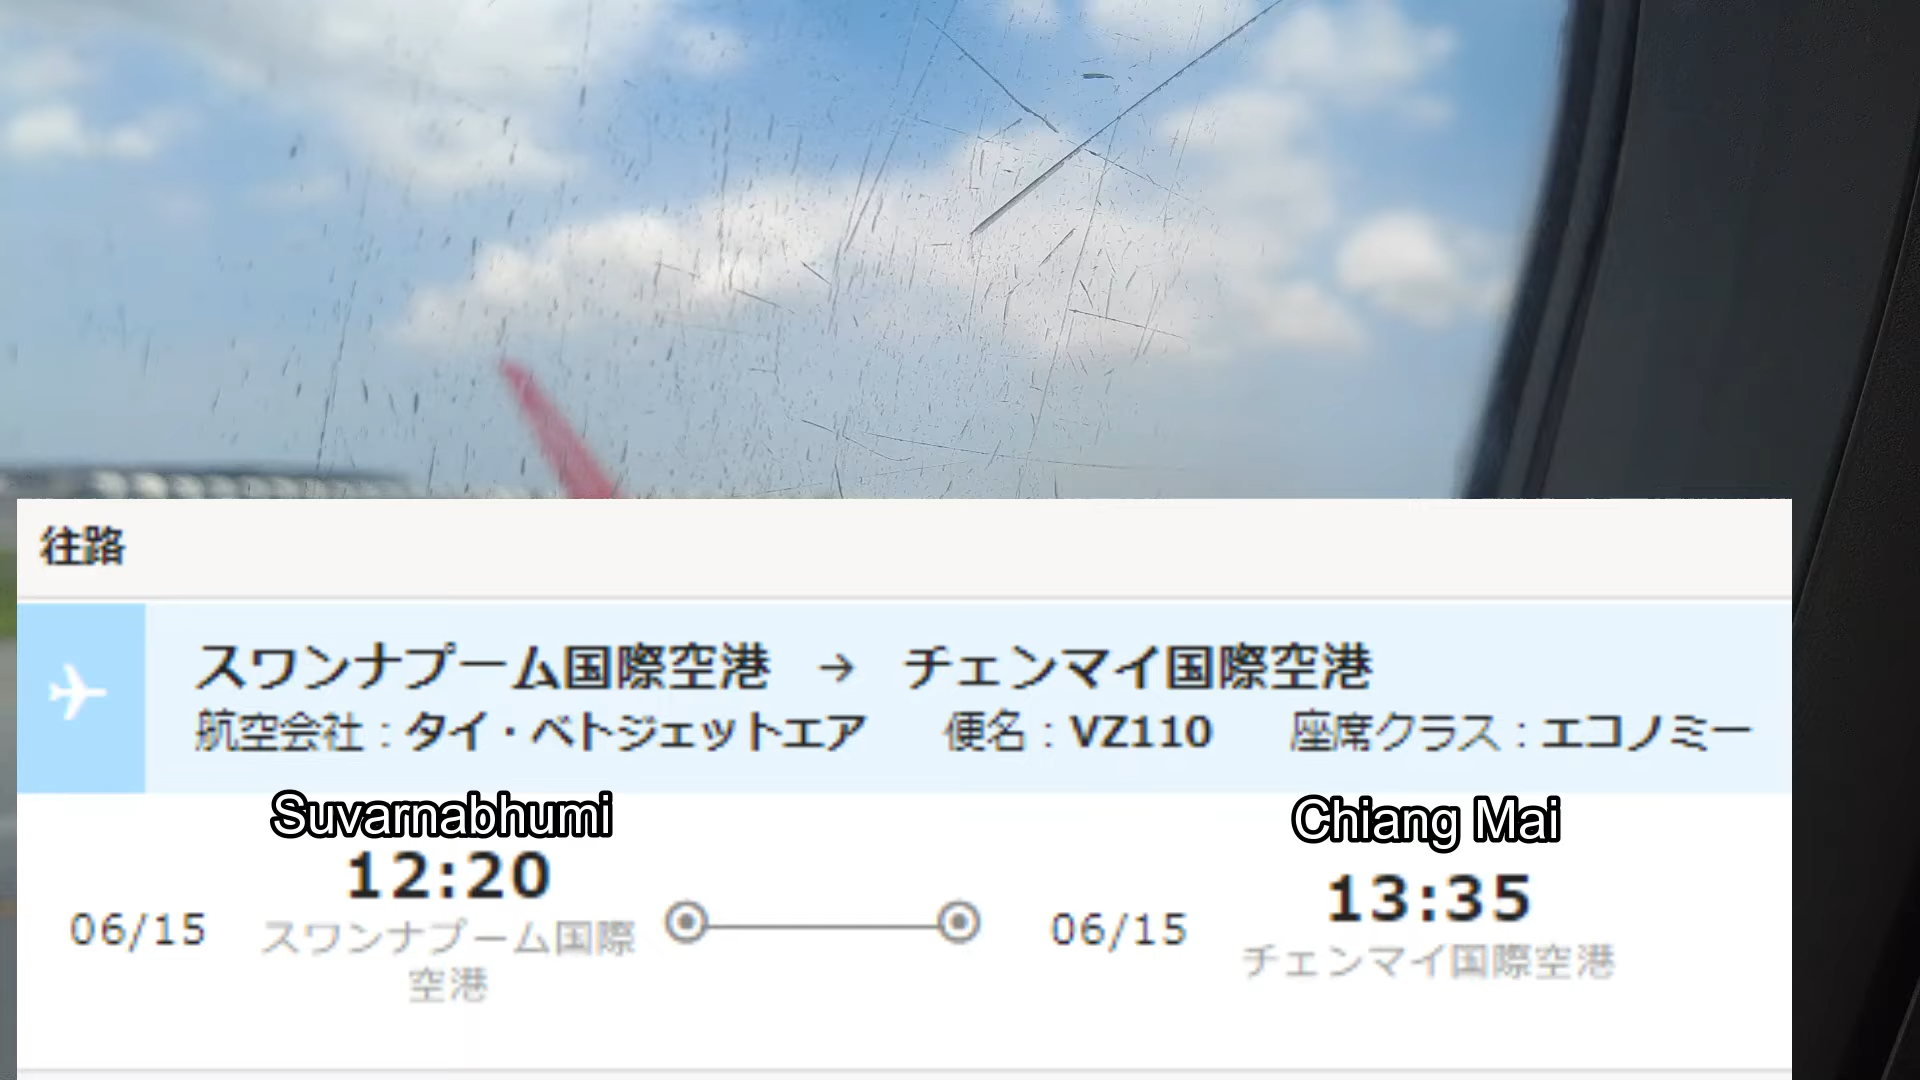 往路
スワンナプーム国際空港 → チェンマイ国際空港
航空会社：タイ・ベトジェットエア 便名：VZ110 座席クラス：エコノミー
Suvarnabhumi
Chiang Mai
12:20
13:35
06/15
スワンナプーム国際
空港
06/15
チェンマイ国際空港